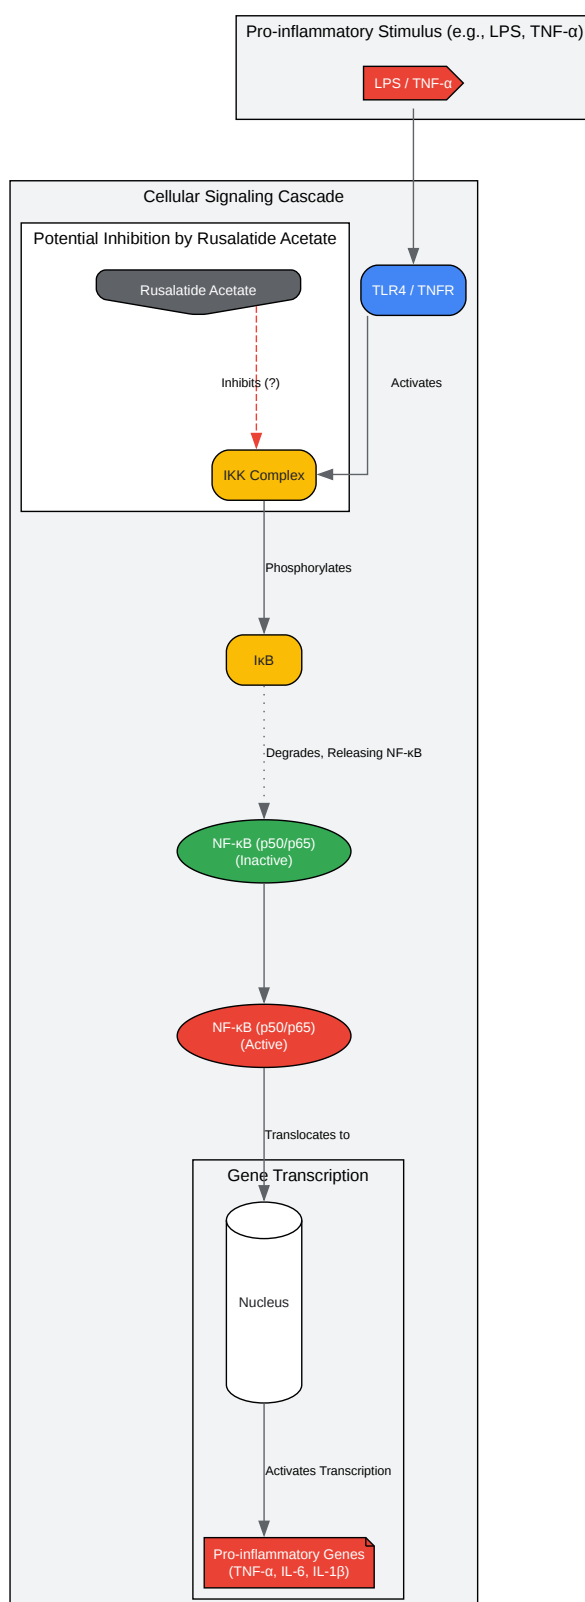 Pro-inflammatory Stimulus (e.g., LPS, TNF-α)
LPS / TNF-α
Cellular Signaling Cascade
Potential Inhibition by Rusalatide Acetate
Rusalatide Acetate
TLR4 / TNFR
Inhibits (?)
Activates
IKK Complex
Phosphorylates
IκB
Degrades, Releasing NF-κB
NF-κB (p50/p65)
(Inactive)
NF-κB (p50/p65)
(Active)
Translocates to
Gene Transcription
Nucleus
Activates Transcription
Pro-inflammatory Genes
(TNF-α, IL-6, IL-1β)